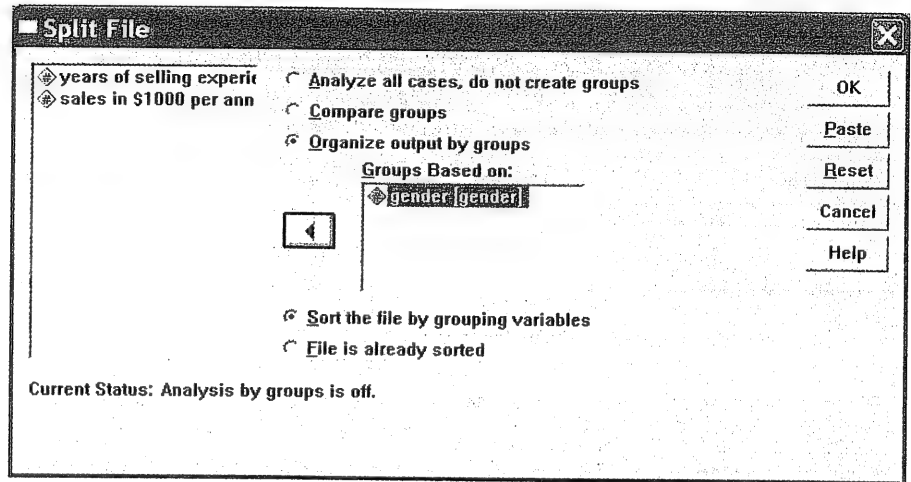 Split File
years of selling experie
sales in $1000 per ann
Analyze all cases, do not create groups
Compare groups
Organize output by groups
Groups Based on:
gender [gender]
Sort the file by grouping variables
File is already sorted
Current Status: Analysis by groups is off.
OK
Paste
Reset
Cancel
Help